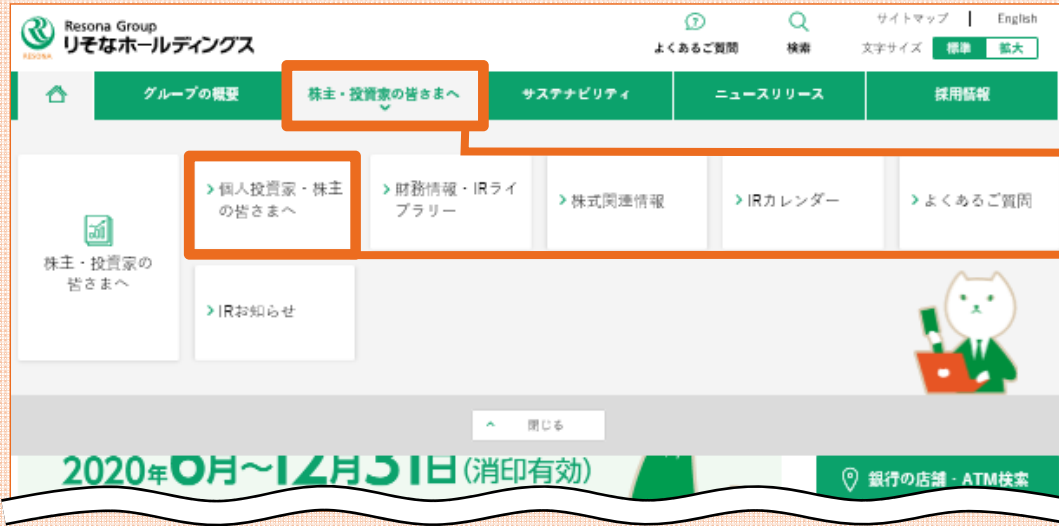 Resona Group
りそなホールディングス
RESONA
よくあるご質問
検索
サイトマップ | English
文字サイズ 標準 拡大
グループの概要
株主・投資家の皆さまへ
サステナビリティ
ニュースリリース
採用情報
株主・投資家の
皆さまへ
個人投資家・株主
の皆さまへ
財務情報・IRライ
ブラリー
株式関連情報
IRカレンダー
よくあるご質問
IRお知らせ
閉じる
2020年6月～12月31日(消印有効)
銀行の店舗・ATM検索